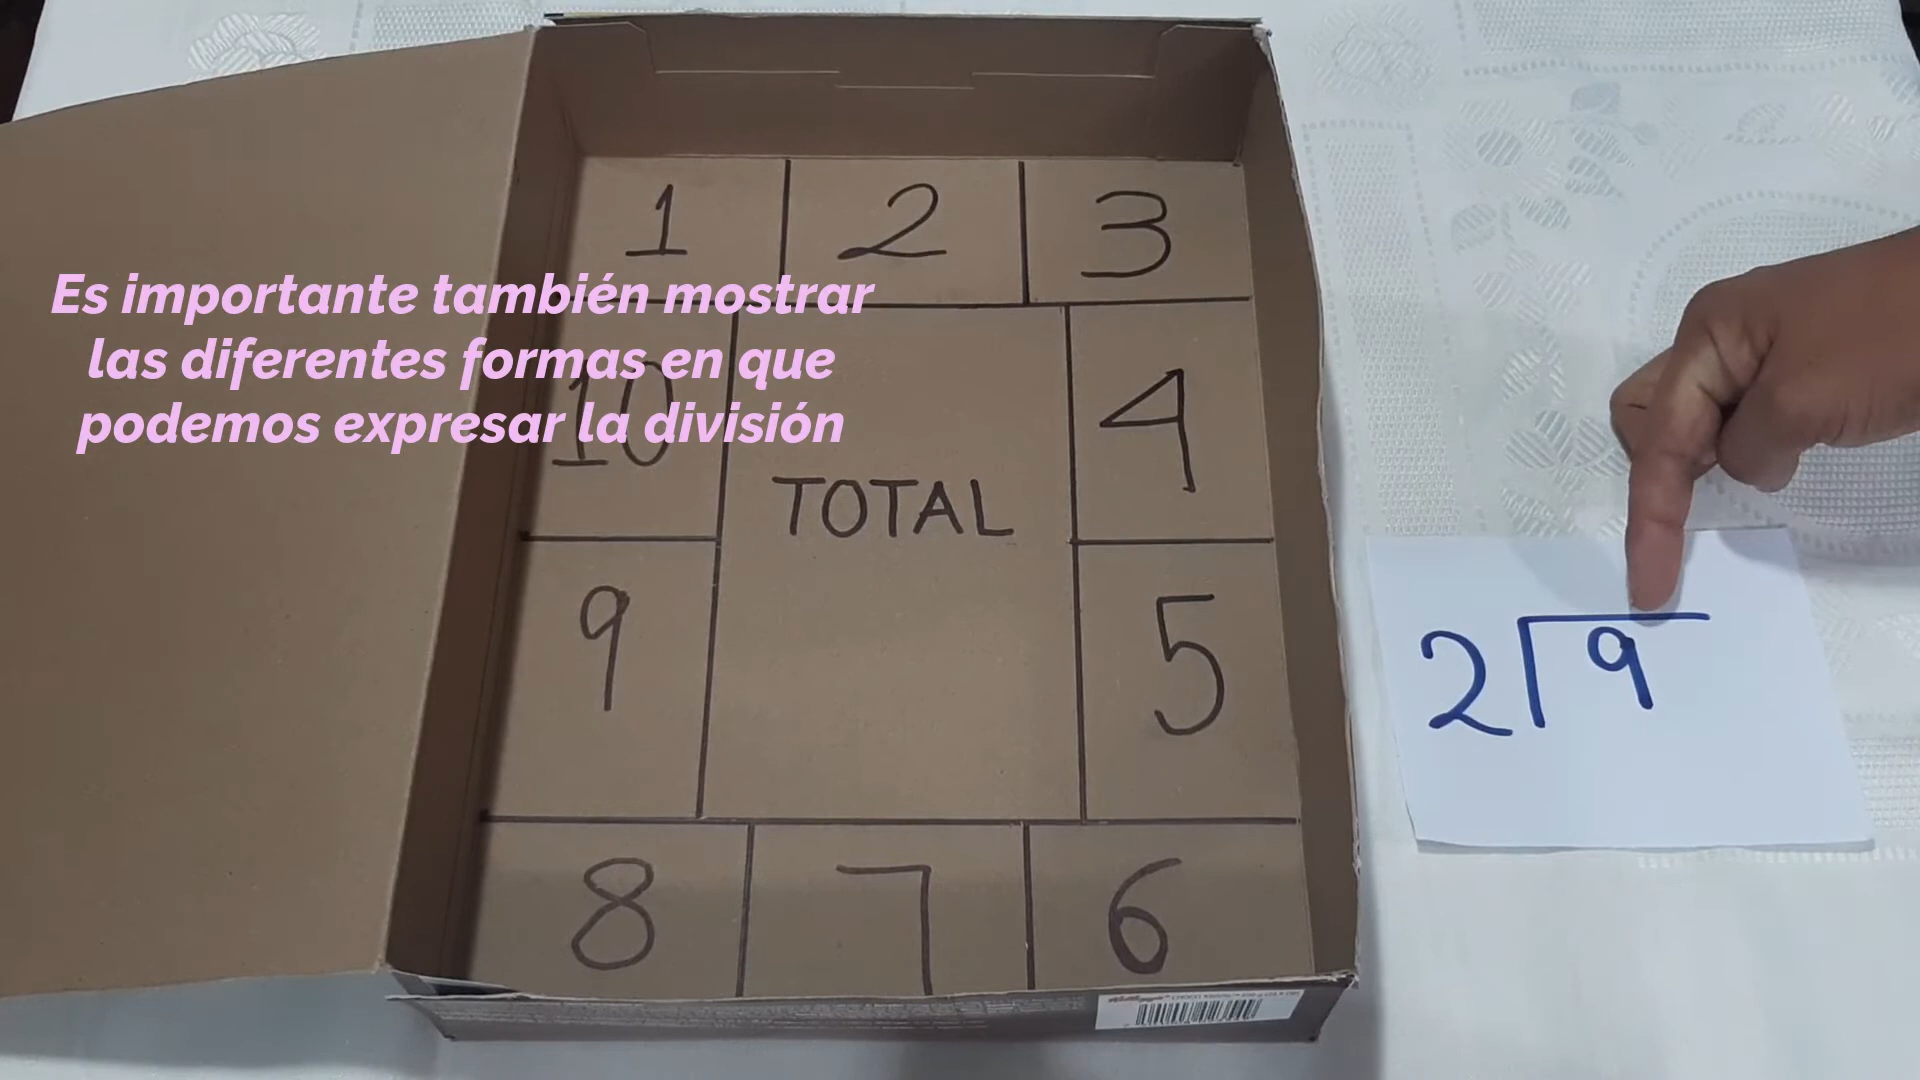 Es importante también mostrar
las diferentes formas en que
podemos expresar la división
1 2 3
10 4
TOTAL
9 5
8 7 6
2 9